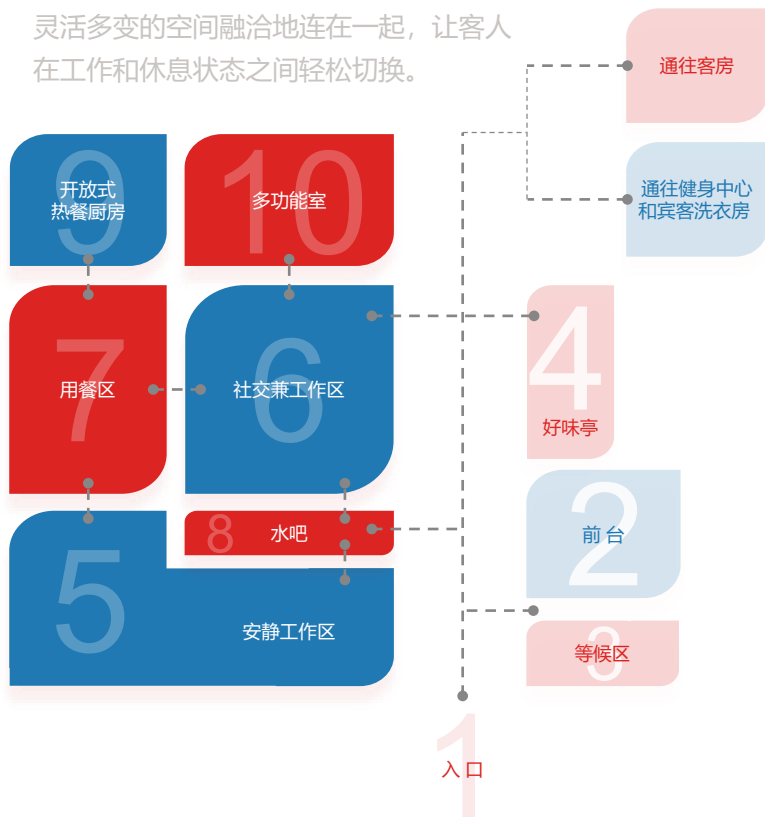 灵活多变的空间融洽地连在一起，让客人
在工作和休息状态之间轻松切换。
通往客房
通往健身中心
和宾客洗衣房
9
开放式
热餐厨房
10
多功能室
7
用餐区
6
社交兼工作区
4
好味亭
8
水吧
2
前台
5
安静工作区
3
等候区
1
入口